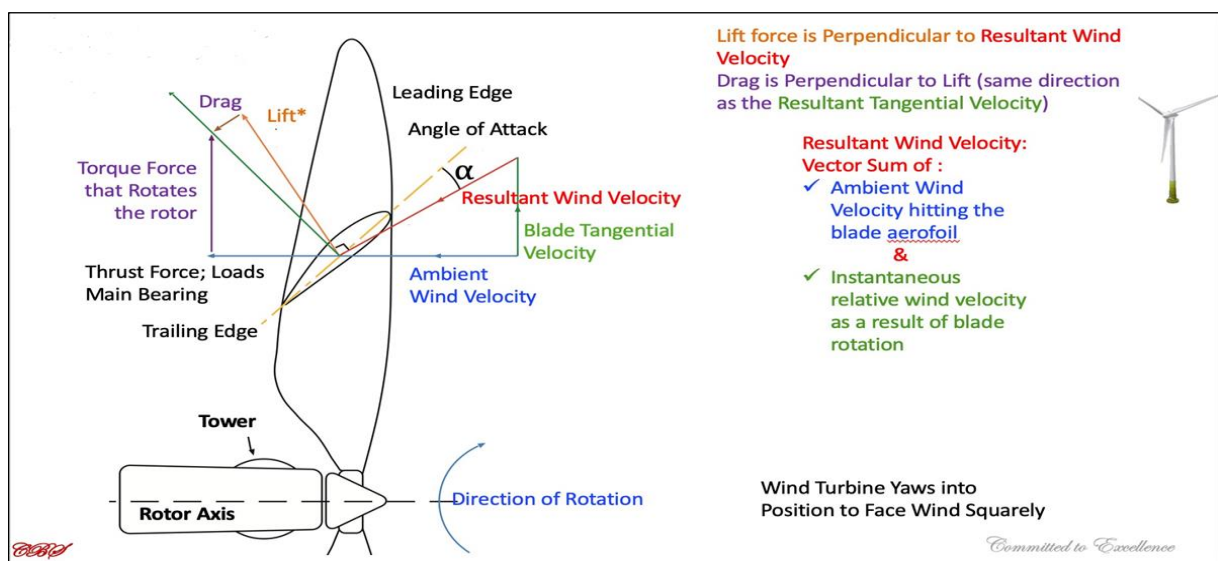 Lift force is Perpendicular to Resultant Wind
Velocity
Drag is Perpendicular to Lift (same direction
as the Resultant Tangential Velocity)
Drag
Lift*
Leading Edge
Angle of Attack
α
Torque Force
that Rotates
the rotor
Resultant Wind Velocity
Blade Tangential
Velocity
Thrust Force; Loads
Main Bearing
Ambient
Wind Velocity
Trailing Edge
Resultant Wind Velocity:
Vector Sum of :
✓ Ambient Wind
Velocity hitting the
blade aerofoil
&
✓ Instantaneous
relative wind velocity
as a result of blade
rotation
Tower
Rotor Axis
Direction of Rotation
Wind Turbine Yaws into
Position to Face Wind Squarely
CBS
Committed to Excellence